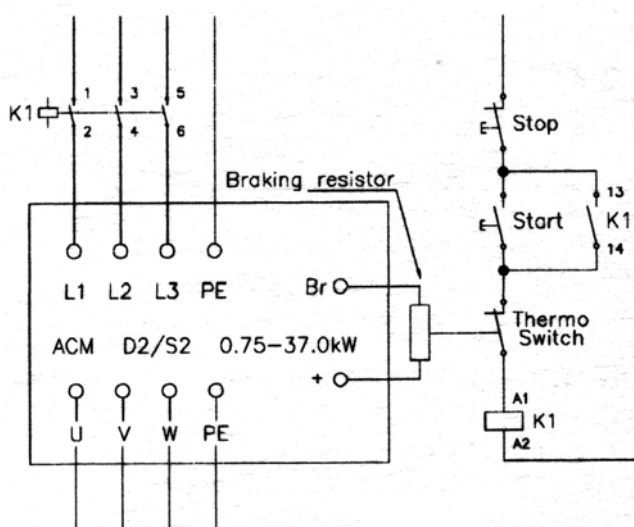 1 3 5
K1
2 4 6
Stop
Braking resistor
13
Start K1
14
L1 L2 L3 PE
Br
Thermo
Switch
ACM D2/S2 0.75-37.0kW
+
A1
K1
A2
U V W PE